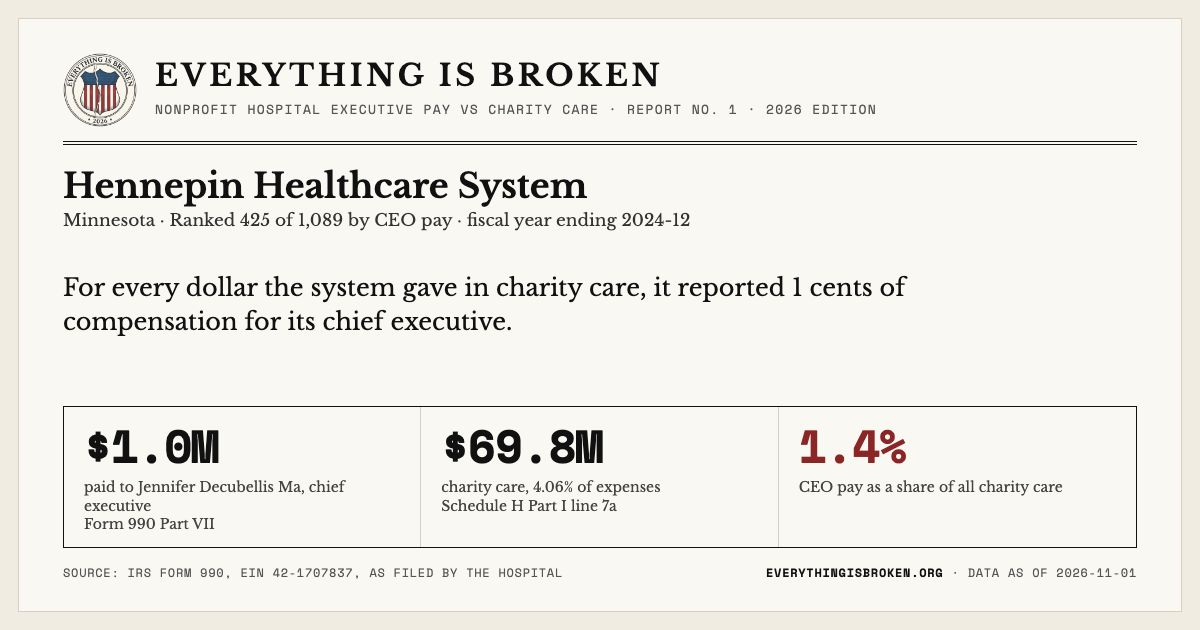 EVERYTHING IS BROKEN
2026
EVERYTHING IS BROKEN
NONPROFIT HOSPITAL EXECUTIVE PAY VS CHARITY CARE · REPORT NO. 1 · 2026 EDITION
Hennepin Healthcare System
Minnesota · Ranked 425 of 1,089 by CEO pay · fiscal year ending 2024-12
For every dollar the system gave in charity care, it reported 1 cents of
compensation for its chief executive.
$1.0M
paid to Jennifer Decubellis Ma, chief
executive
Form 990 Part VII
$69.8M
charity care, 4.06% of expenses
Schedule H Part I line 7a
1.4%
CEO pay as a share of all charity care
SOURCE: IRS FORM 990, EIN 42-1707837, AS FILED BY THE HOSPITAL
EVERYTHINGISBROKEN.ORG · DATA AS OF 2026-11-01